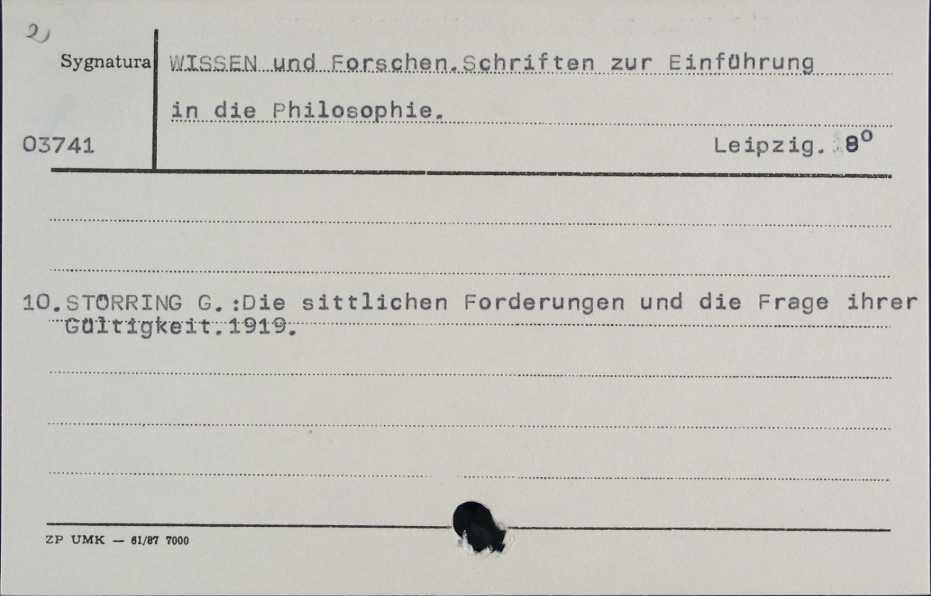 2)
Sygnatura WISSEN und Forschen.Schriften zur Einführung
in die Philosophie.
03741 Leipzig. 8°
10.STÖRRING G.:Die sittlichen Forderungen und die Frage ihrer
Gültigkeit.1919.
ZP UMK — 61/87 7000